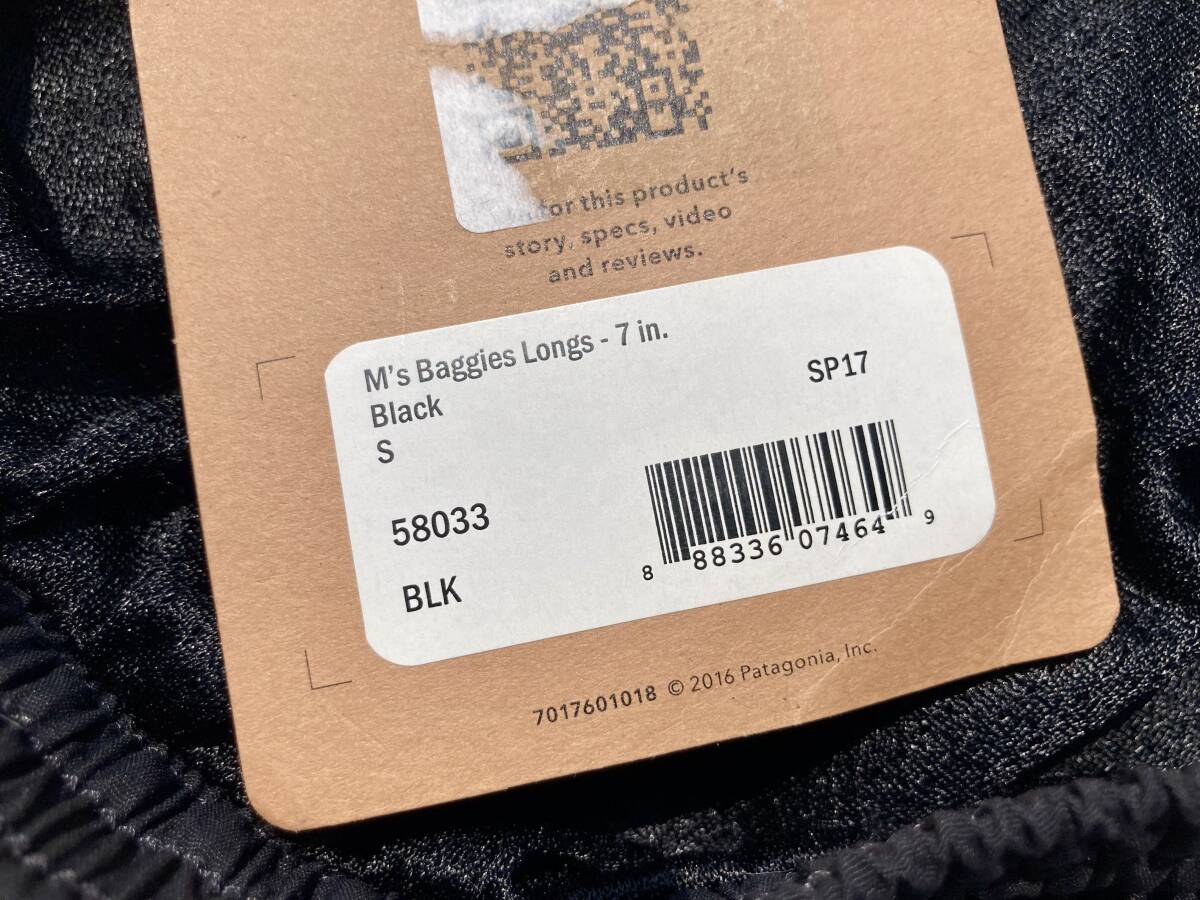 for this product's
story, specs, video
and reviews.
M's Baggies Longs - 7 in.
Black
SP17
S
58033
BLK
8 88336 07464 9
7017601018 © 2016 Patagonia, Inc.